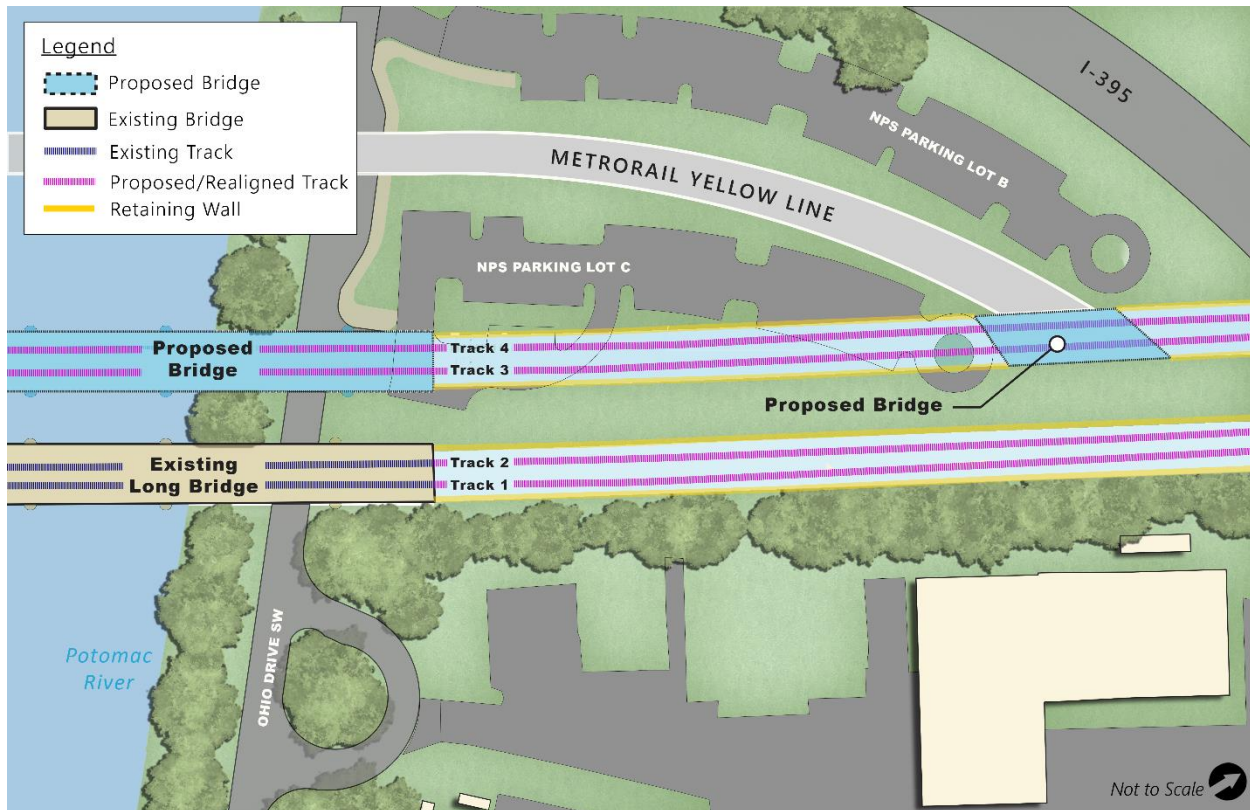 Legend
Proposed Bridge
Existing Bridge
Existing Track
Proposed/Realigned Track
Retaining Wall
I-395
NPS PARKING LOT B
METRORAIL YELLOW LINE
NPS PARKING LOT C
Proposed
Bridge
Track 4
Track 3
Proposed Bridge
Existing
Long Bridge
Track 2
Track 1
OHIO DRIVE SW
Potomac
River
Not to Scale